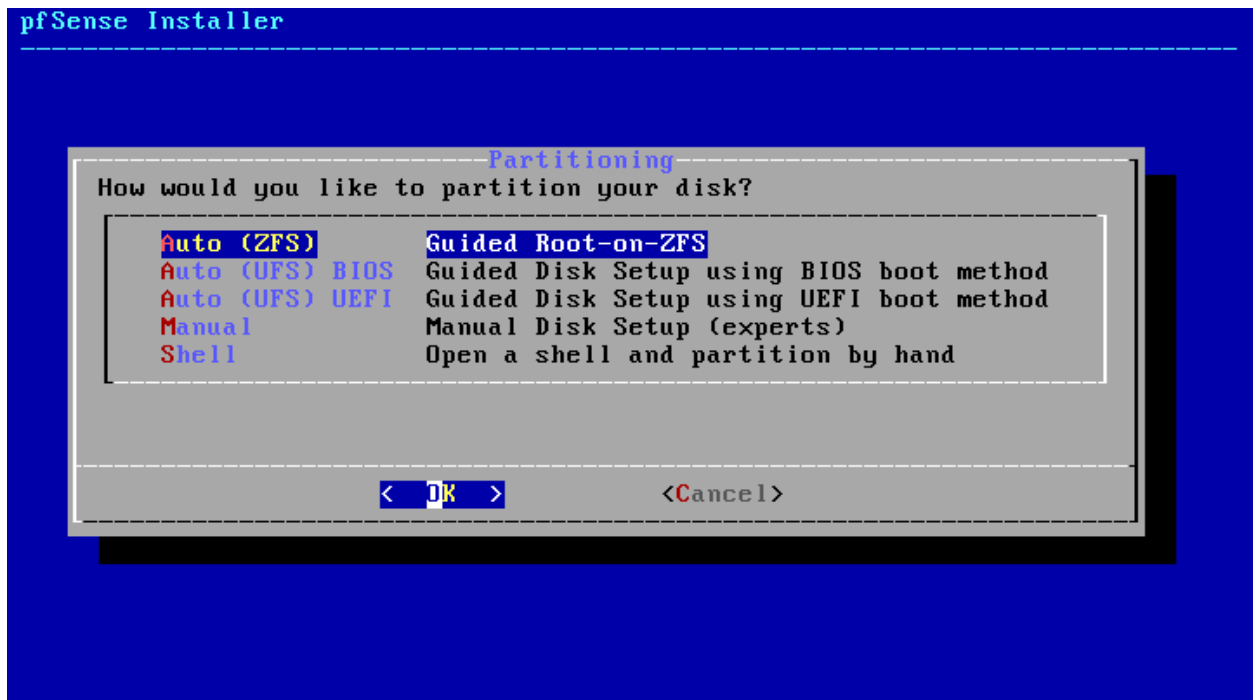 pfSense Installer
Partitioning
How would you like to partition your disk?
Auto (ZFS) Guided Root-on-ZFS
Auto (UFS) BIOS Guided Disk Setup using BIOS boot method
Auto (UFS) UEFI Guided Disk Setup using UEFI boot method
Manual Manual Disk Setup (experts)
Shell Open a shell and partition by hand
< OK > <Cancel>